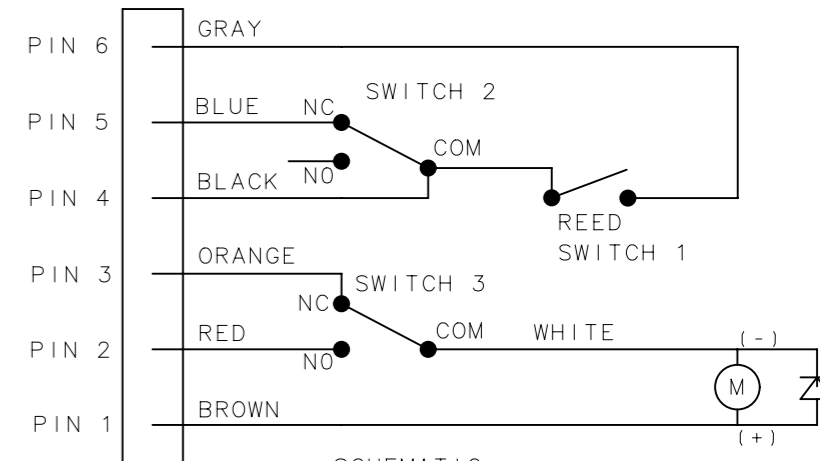 PIN 6 GRAY
SWITCH 2
PIN 5 BLUE NC
COM
NO
PIN 4 BLACK
REED
SWITCH 1
PIN 3 ORANGE
SWITCH 3
NC
PIN 2 RED COM WHITE (-)
NO
M
PIN 1 BROWN
(+)
SCHEMATIC